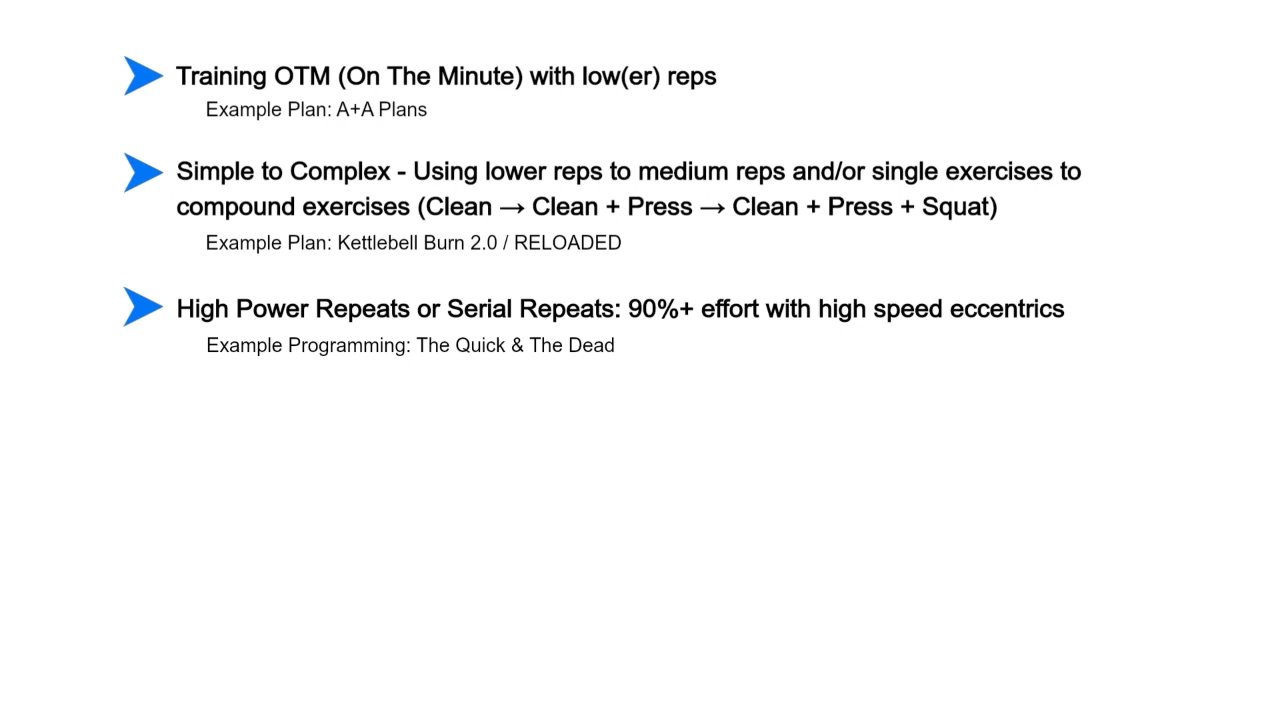 Training OTM (On The Minute) with low(er) reps
Example Plan: A+A Plans
Simple to Complex - Using lower reps to medium reps and/or single exercises to
compound exercises (Clean → Clean + Press → Clean + Press + Squat)
Example Plan: Kettlebell Burn 2.0 / RELOADED
High Power Repeats or Serial Repeats: 90%+ effort with high speed eccentrics
Example Programming: The Quick & The Dead